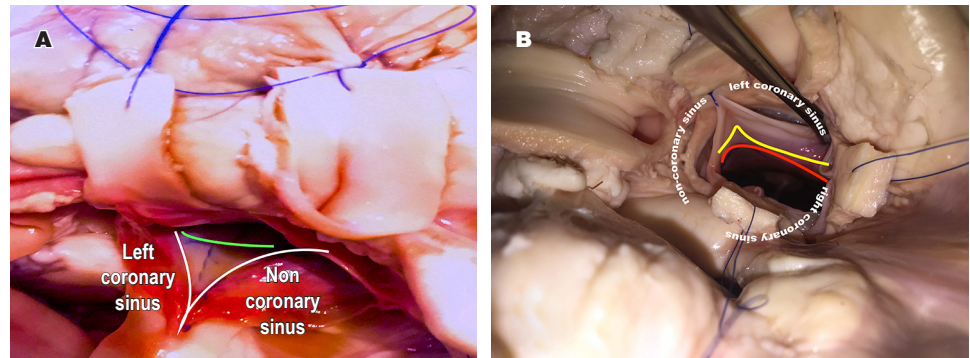 A
Left
coronary
sinus
Non
coronary
sinus
B
left coronary sinus
non-coronary sinus
right coronary sinus